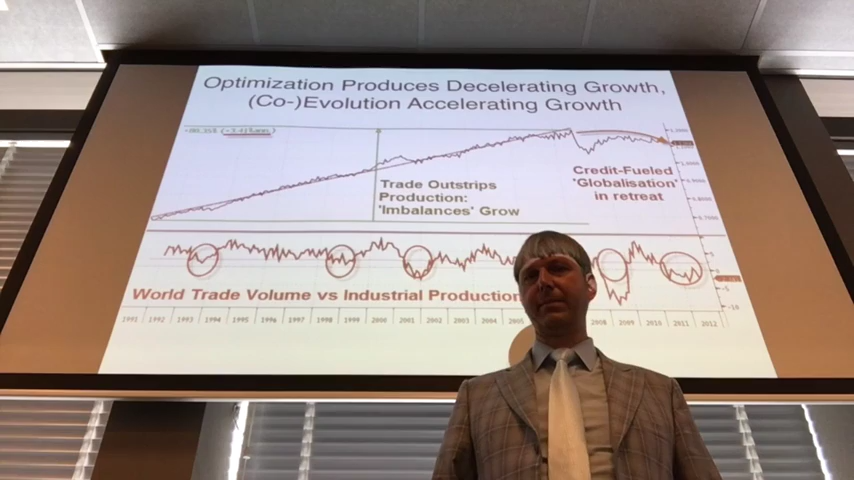 Optimization Produces Decelerating Growth,
(Co-)Evolution Accelerating Growth
Trade Outstrips
Production:
'Imbalances' Grow
Credit-Fueled
'Globalisation'
in retreat
World Trade Volume vs Industrial Production
1991 1992 1993 1994 1995 1996 1997 1998 1999 2000 2001 2002 2003 2004 2005 2008 2009 2010 2011 2012
-5
-10